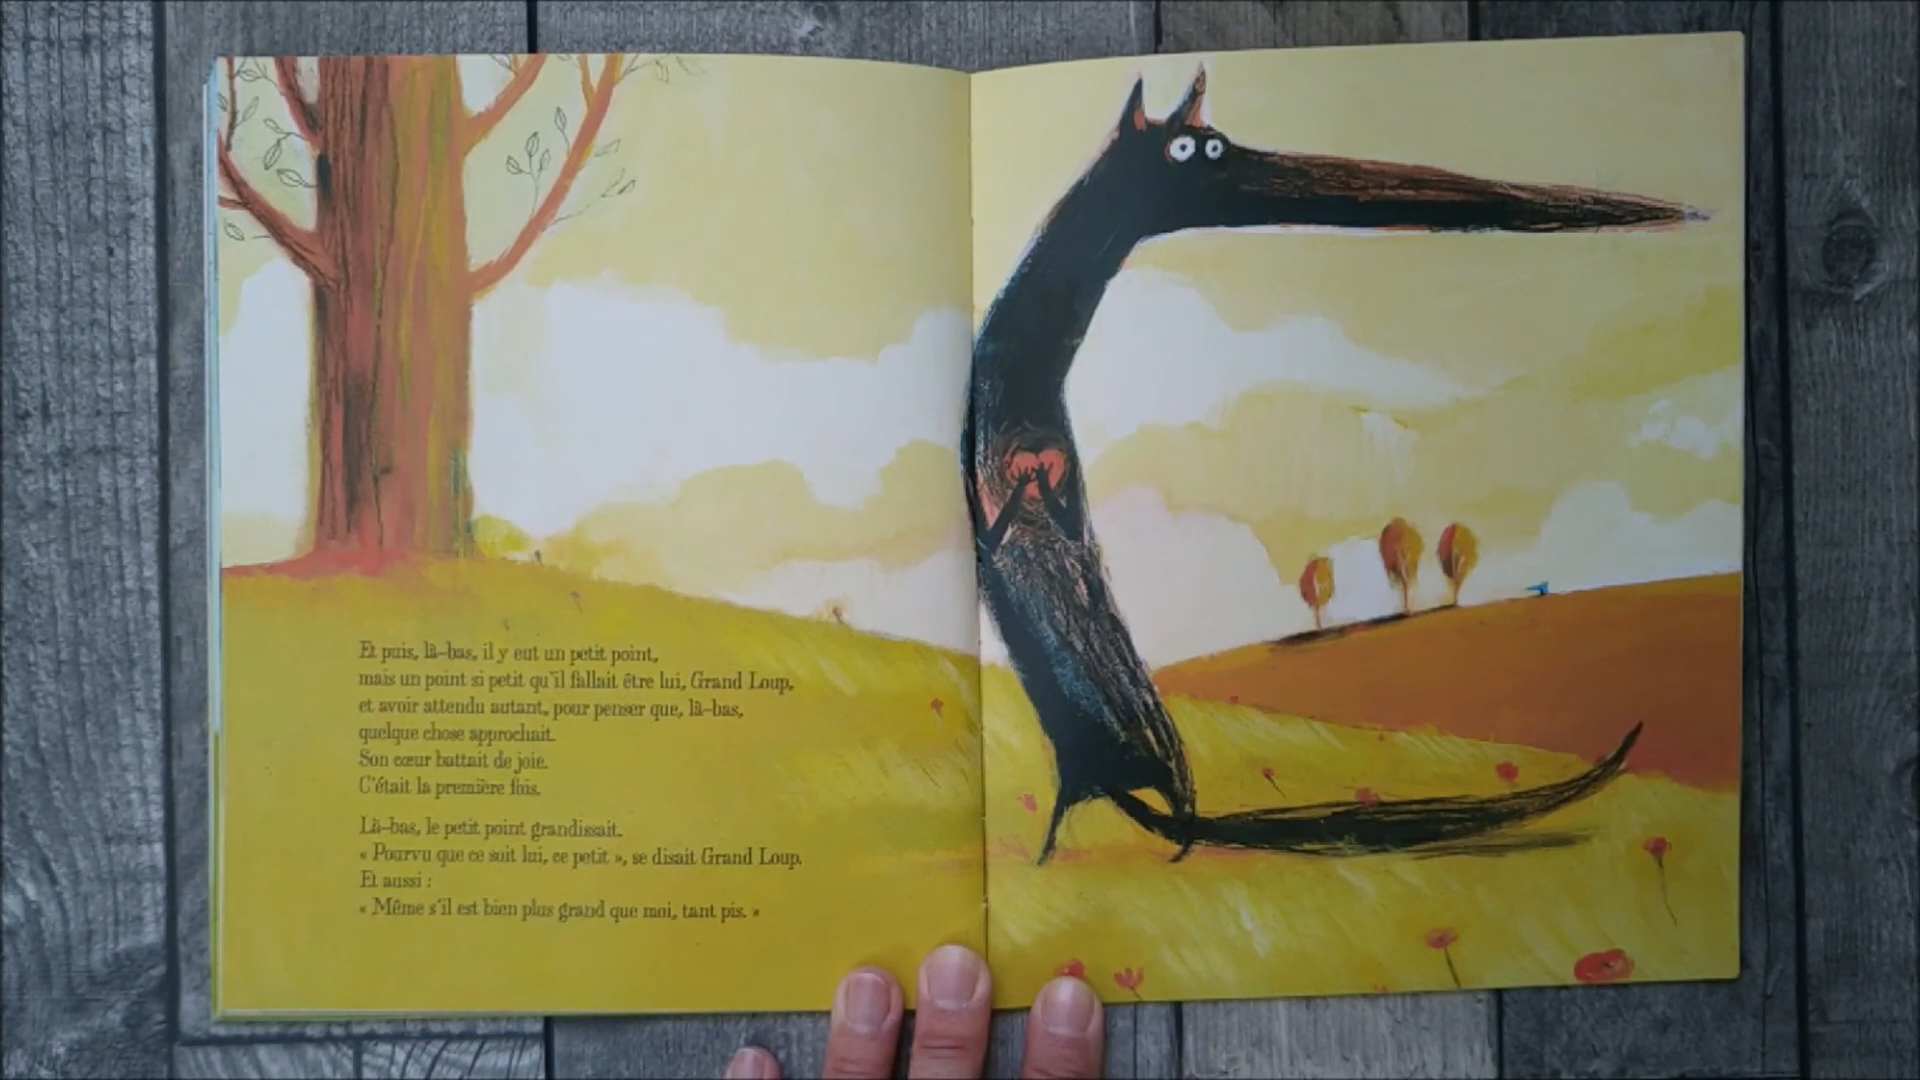 Et puis, là-bas, il y eut un petit point,
mais un point si petit qu'il fallait être lui, Grand Loup,
et avoir attendu autant, pour penser que, là-bas,
quelque chose approchait.
Son cœur battait de joie.
C'était la première fois.
Là-bas, le petit point grandissait.
« Pourvu que ce soit lui, ce petit », se disait Grand Loup.
Et aussi :
« Même s'il est bien plus grand que moi, tant pis. »